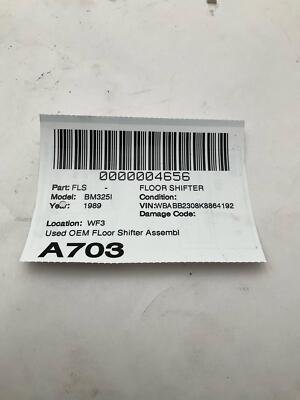 0000004656
Part: FLS - FLOOR SHIFTER
Model: BM325I Condition:
Year: 1989 VIN:WBABB2308K8864192
Damage Code:
Location: WF3
Used OEM FLoor Shifter Assembl
A703